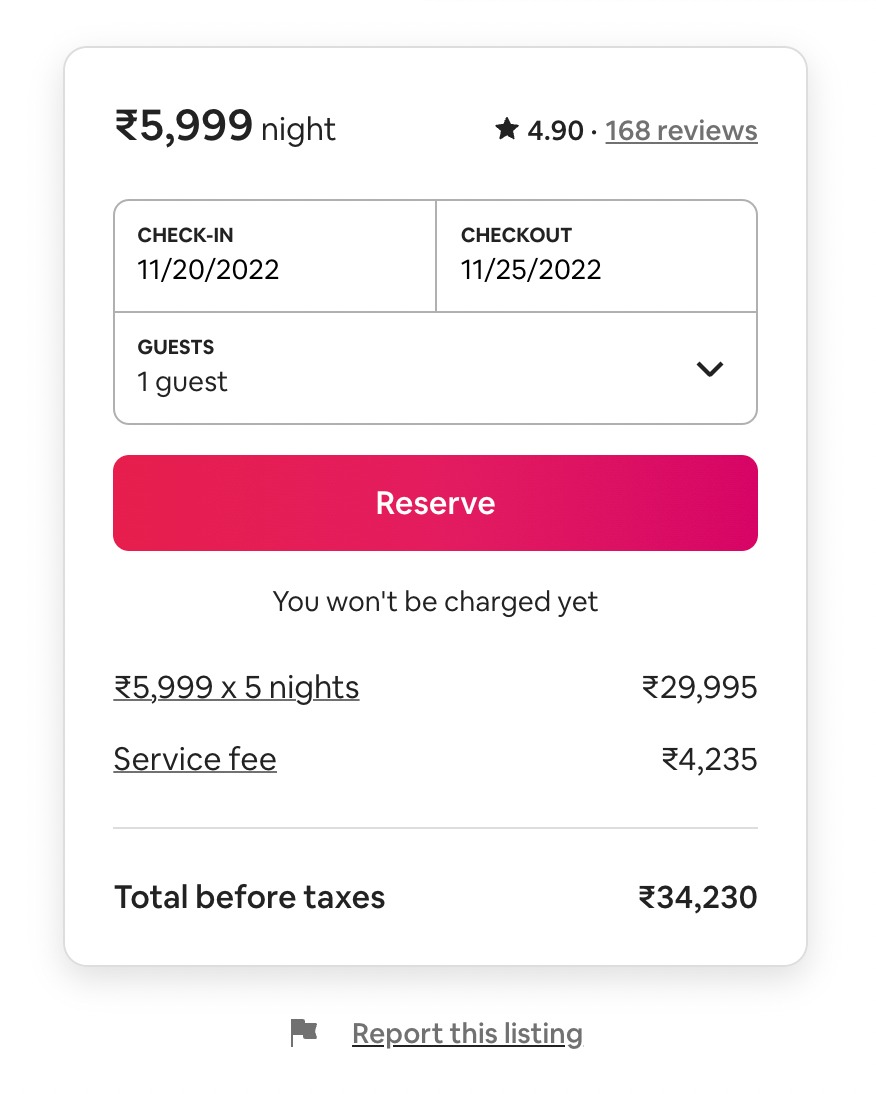 ₹5,999 night
★ 4.90 · 168 reviews
CHECK-IN
11/20/2022
CHECKOUT
11/25/2022
GUESTS
1 guest
Reserve
You won't be charged yet
₹5,999 x 5 nights ₹29,995
Service fee ₹4,235
Total before taxes ₹34,230
Report this listing